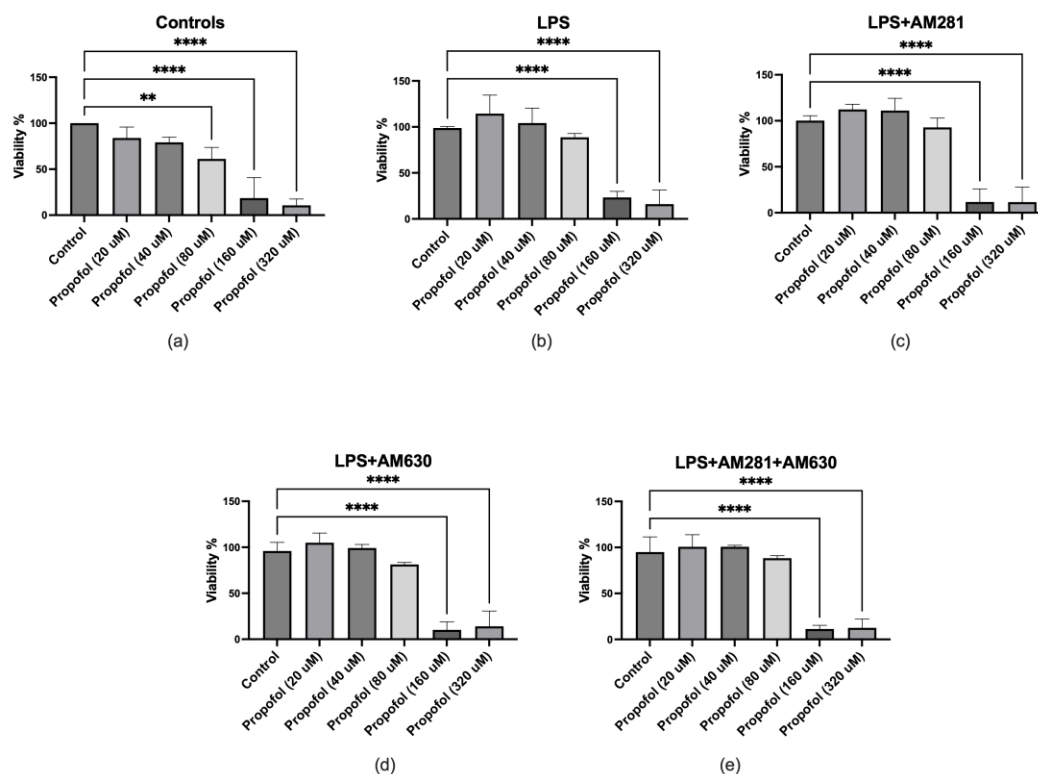 Controls
****
****
**
Viability %
150
100
50
0
Control
Propofol (20 uM)
Propofol (40 uM)
Propofol (80 uM)
Propofol (160 uM)
Propofol (320 uM)
(a)
LPS
****
****
Viability %
150
100
50
0
Control
Propofol (20 uM)
Propofol (40 uM)
Propofol (80 uM)
Propofol (160 uM)
Propofol (320 uM)
(b)
LPS+AM281
****
****
Viability %
150
100
50
0
Control
Propofol (20 uM)
Propofol (40 uM)
Propofol (80 uM)
Propofol (160 uM)
Propofol (320 uM)
(c)
LPS+AM630
****
****
Viability %
150
100
50
0
Control
Propofol (20 uM)
Propofol (40 uM)
Propofol (80 uM)
Propofol (160 uM)
Propofol (320 uM)
(d)
LPS+AM281+AM630
****
****
Viability %
150
100
50
0
Control
Propofol (20 uM)
Propofol (40 uM)
Propofol (80 uM)
Propofol (160 uM)
Propofol (320 uM)
(e)